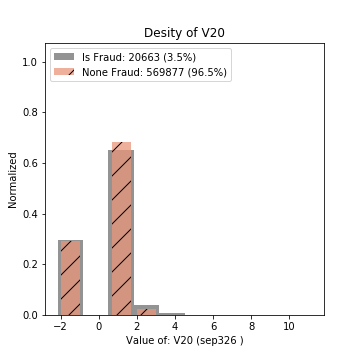 Desity of V20
Is Fraud: 20663 (3.5%)
None Fraud: 569877 (96.5%)
Normalized
1.0
0.8
0.6
0.4
0.2
0.0
−2 0 2 4 6 8 10
Value of: V20 (sep326 )